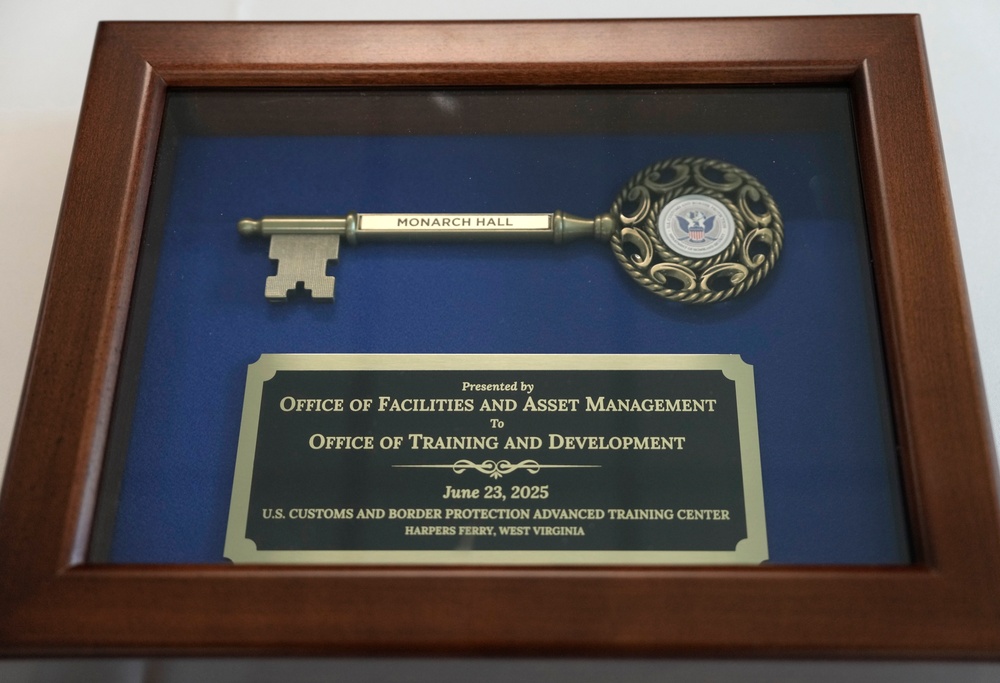 MONARCH HALL
Presented by
OFFICE OF FACILITIES AND ASSET MANAGEMENT
To
OFFICE OF TRAINING AND DEVELOPMENT
June 23, 2025
U.S. CUSTOMS AND BORDER PROTECTION ADVANCED TRAINING CENTER
HARPERS FERRY, WEST VIRGINIA